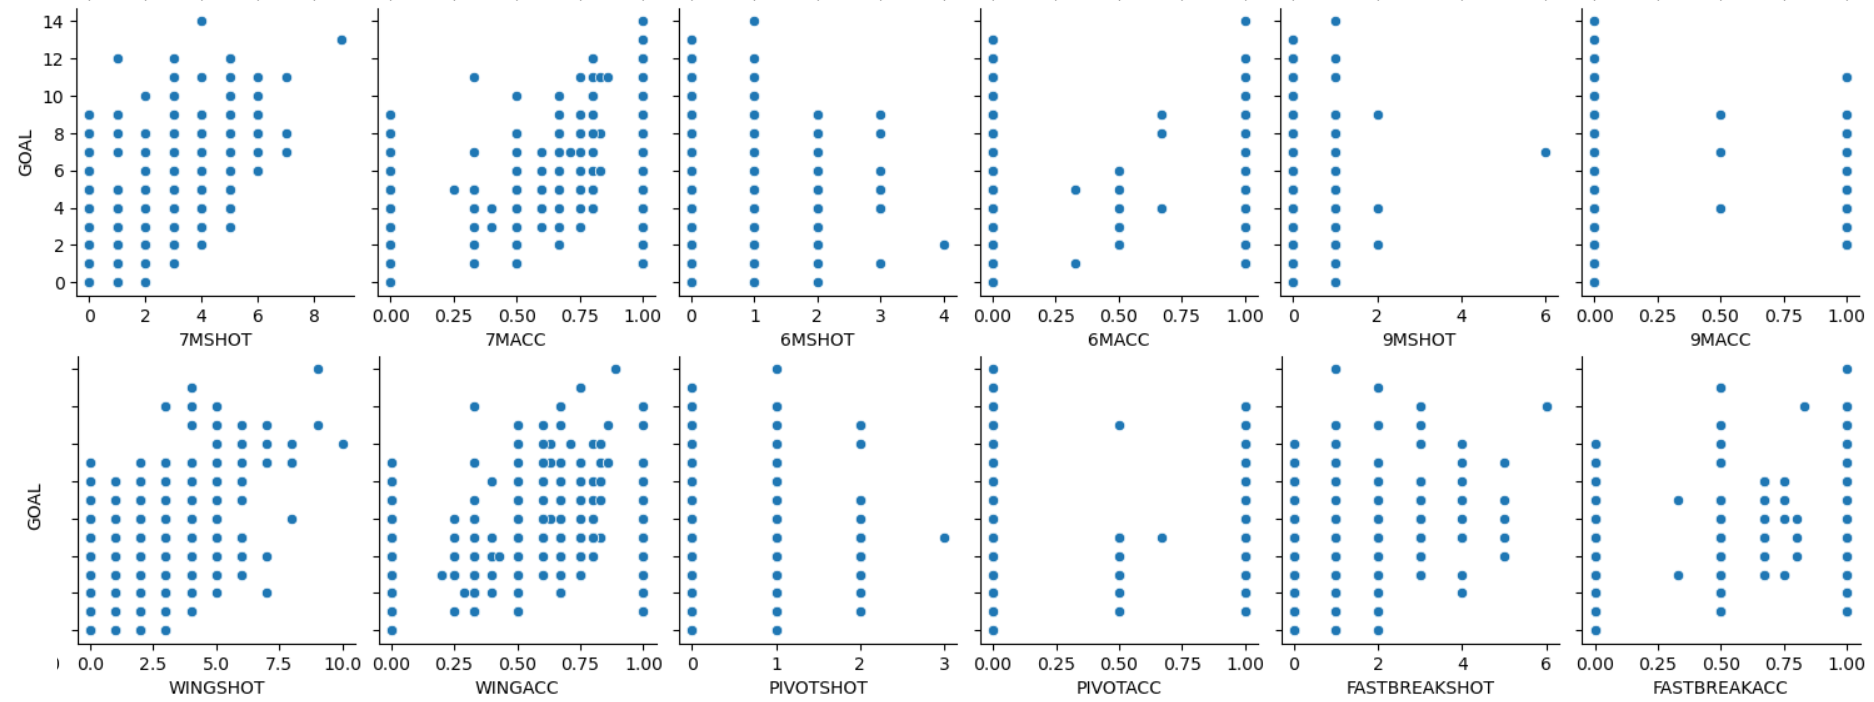 14
12
10
8
6
4
2
0
GOAL
0 2 4 6 8
0.00 0.25 0.50 0.75 1.00
0 1 2 3 4
0.00 0.25 0.50 0.75 1.00
0 2 4 6
0.00 0.25 0.50 0.75 1.00
7MSHOT 7MACC 6MSHOT 6MACC 9MSHOT 9MACC
GOAL
0.0 2.5 5.0 7.5 10.0
0.00 0.25 0.50 0.75 1.00
0 1 2 3
0.00 0.25 0.50 0.75 1.00
0 2 4 6
0.00 0.25 0.50 0.75 1.00
WINGSHOT WINGACC PIVOTSHOT PIVOTACC FASTBREAKSHOT FASTBREAKACC